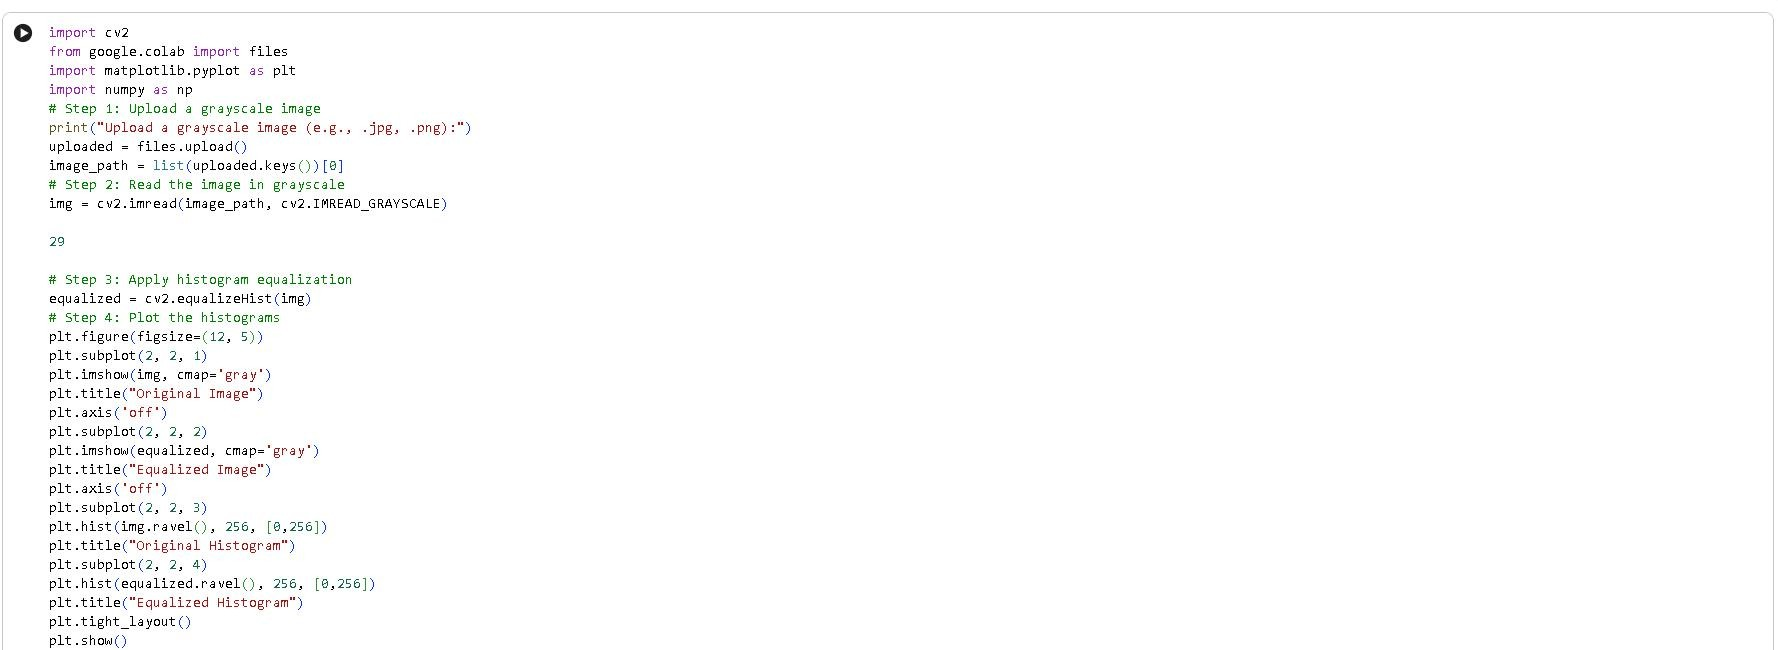 import cv2
from google.colab import files
import matplotlib.pyplot as plt
import numpy as np
# Step 1: Upload a grayscale image
print("Upload a grayscale image (e.g., .jpg, .png):")
uploaded = files.upload()
image_path = list(uploaded.keys())[0]
# Step 2: Read the image in grayscale
img = cv2.imread(image_path, cv2.IMREAD_GRAYSCALE)
29
# Step 3: Apply histogram equalization
equalized = cv2.equalizeHist(img)
# Step 4: Plot the histograms
plt.figure(figsize=(12, 5))
plt.subplot(2, 2, 1)
plt.imshow(img, cmap='gray')
plt.title("Original Image")
plt.axis('off')
plt.subplot(2, 2, 2)
plt.imshow(equalized, cmap='gray')
plt.title("Equalized Image")
plt.axis('off')
plt.subplot(2, 2, 3)
plt.hist(img.ravel(), 256, [0,256])
plt.title("Original Histogram")
plt.subplot(2, 2, 4)
plt.hist(equalized.ravel(), 256, [0,256])
plt.title("Equalized Histogram")
plt.tight_layout()
plt.show()